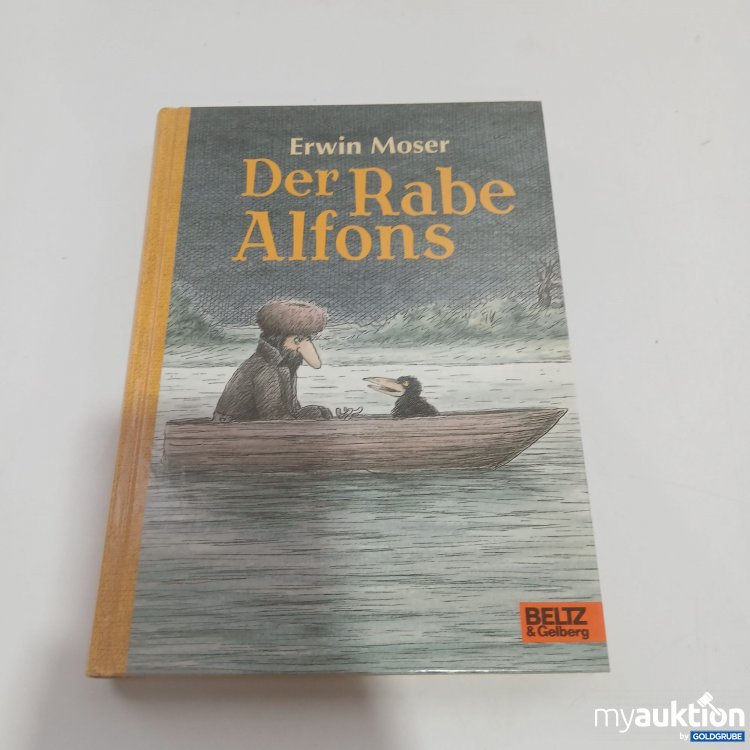 Erwin Moser
Der Rabe
Alfons
BELTZ
& Gelberg
myauktion
by GOLDGRUBE